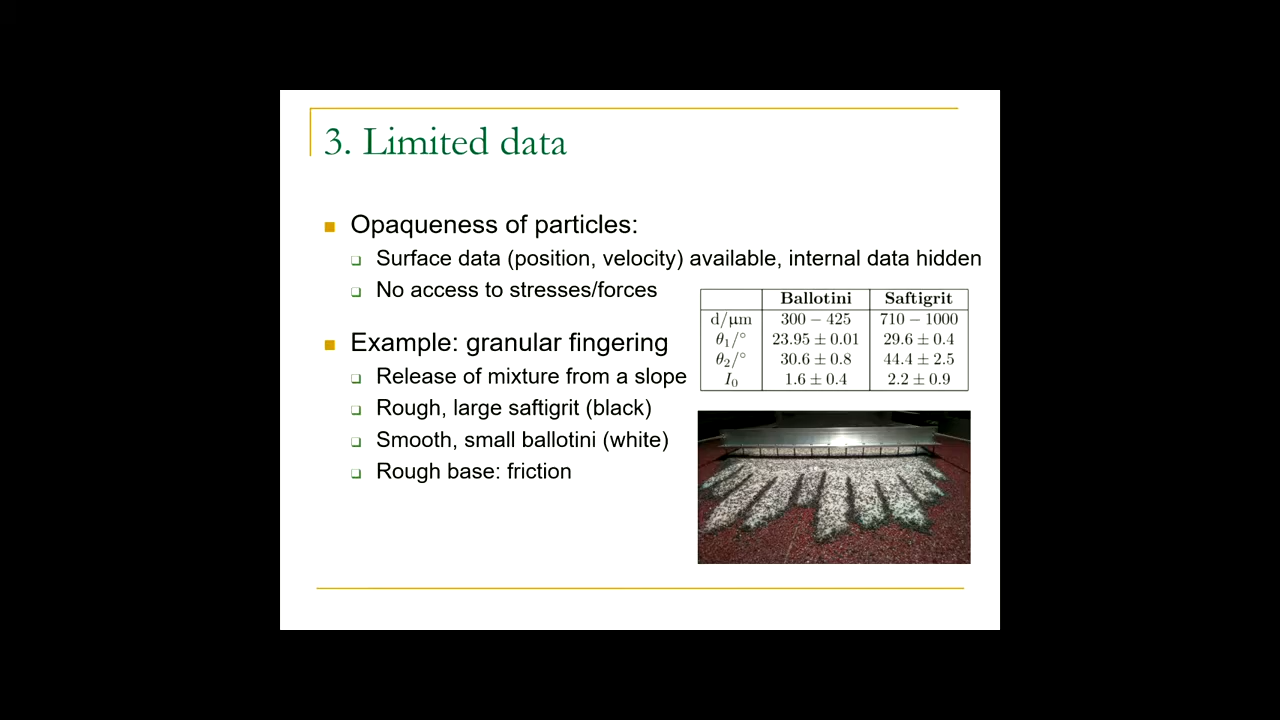 3. Limited data
Opaqueness of particles:
Surface data (position, velocity) available, internal data hidden
No access to stresses/forces
Example: granular fingering
Release of mixture from a slope
Rough, large saftigrit (black)
Smooth, small ballotini (white)
Rough base: friction
Ballotini Saftigrit
d/μm 300 − 425 710 − 1000
θ₁/° 23.95 ± 0.01 29.6 ± 0.4
θ₂/° 30.6 ± 0.8 44.4 ± 2.5
I₀ 1.6 ± 0.4 2.2 ± 0.9